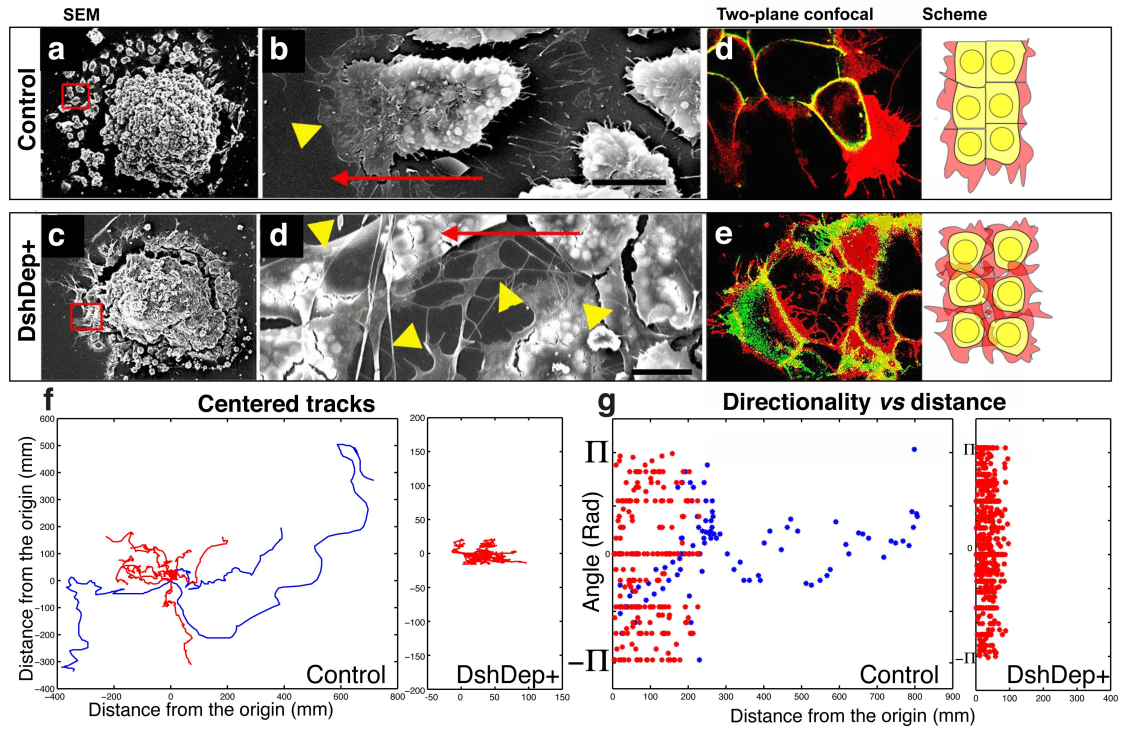 SEM
Two-plane confocal
Scheme
Control
a
b
d
DshDep+
c
d
e
f
Centered tracks
g
Directionality vs distance
Distance from the origin (mm)
600
500
400
300
200
100
0
−100
−200
−300
−400
−400
−200
0
200
400
600
800
Control
200
150
100
50
0
−50
−100
−150
−200
−50
0
50
100
150
DshDep+
Distance from the origin (mm)
Angle (Rad)
Π
0
−Π
0
100
200
300
400
500
600
700
800
900
Control
Π
0
−Π
0
100
200
300
400
DshDep+
Distance from the origin (mm)